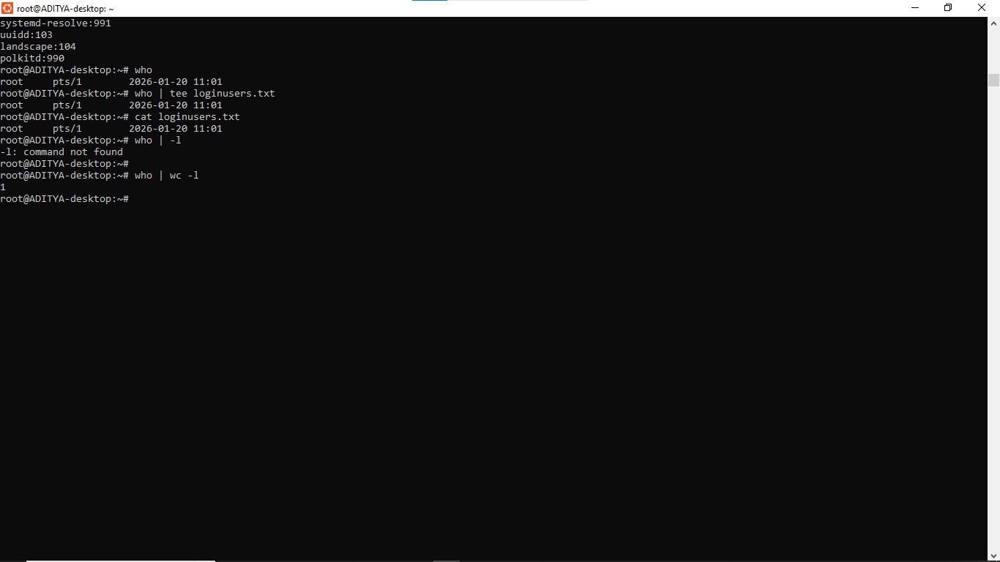 root@ADITYA-desktop: ~
systemd-resolve:991
uuidd:103
landscape:104
polkitd:990
root@ADITYA-desktop:~# who
root     pts/1        2026-01-20 11:01
root@ADITYA-desktop:~# who | tee loginusers.txt
root     pts/1        2026-01-20 11:01
root@ADITYA-desktop:~# cat loginusers.txt
root     pts/1        2026-01-20 11:01
root@ADITYA-desktop:~# who | -l
-l: command not found
root@ADITYA-desktop:~#
root@ADITYA-desktop:~# who | wc -l
1
root@ADITYA-desktop:~#